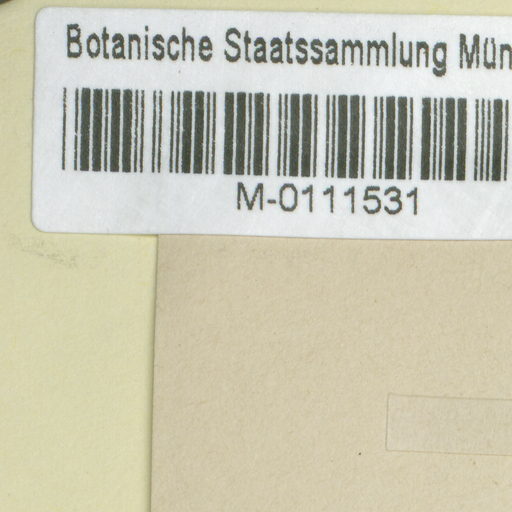 Botanische Staatssammlung Mün
M-0111531